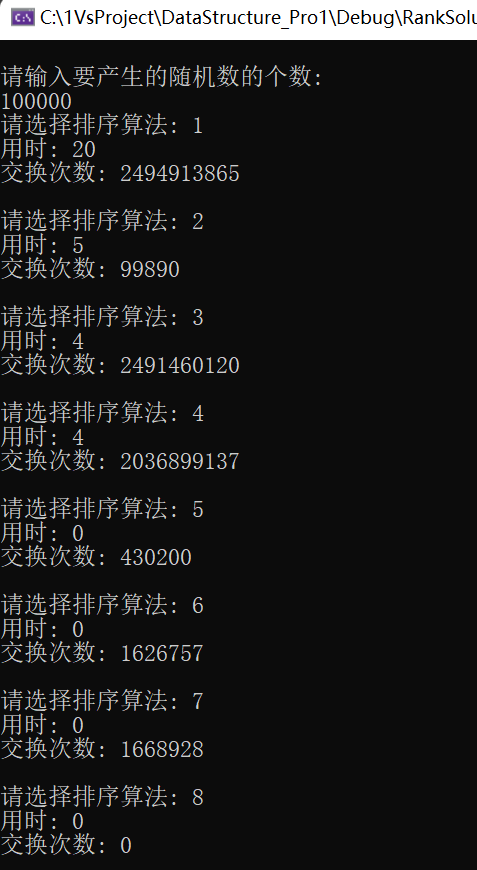 C:\1VsProject\DataStructure_Pro1\Debug\RankSolu
请输入要产生的随机数的个数:
100000
请选择排序算法: 1
用时: 20
交换次数: 2494913865
请选择排序算法: 2
用时: 5
交换次数: 99890
请选择排序算法: 3
用时: 4
交换次数: 2491460120
请选择排序算法: 4
用时: 4
交换次数: 2036899137
请选择排序算法: 5
用时: 0
交换次数: 430200
请选择排序算法: 6
用时: 0
交换次数: 1626757
请选择排序算法: 7
用时: 0
交换次数: 1668928
请选择排序算法: 8
用时: 0
交换次数: 0